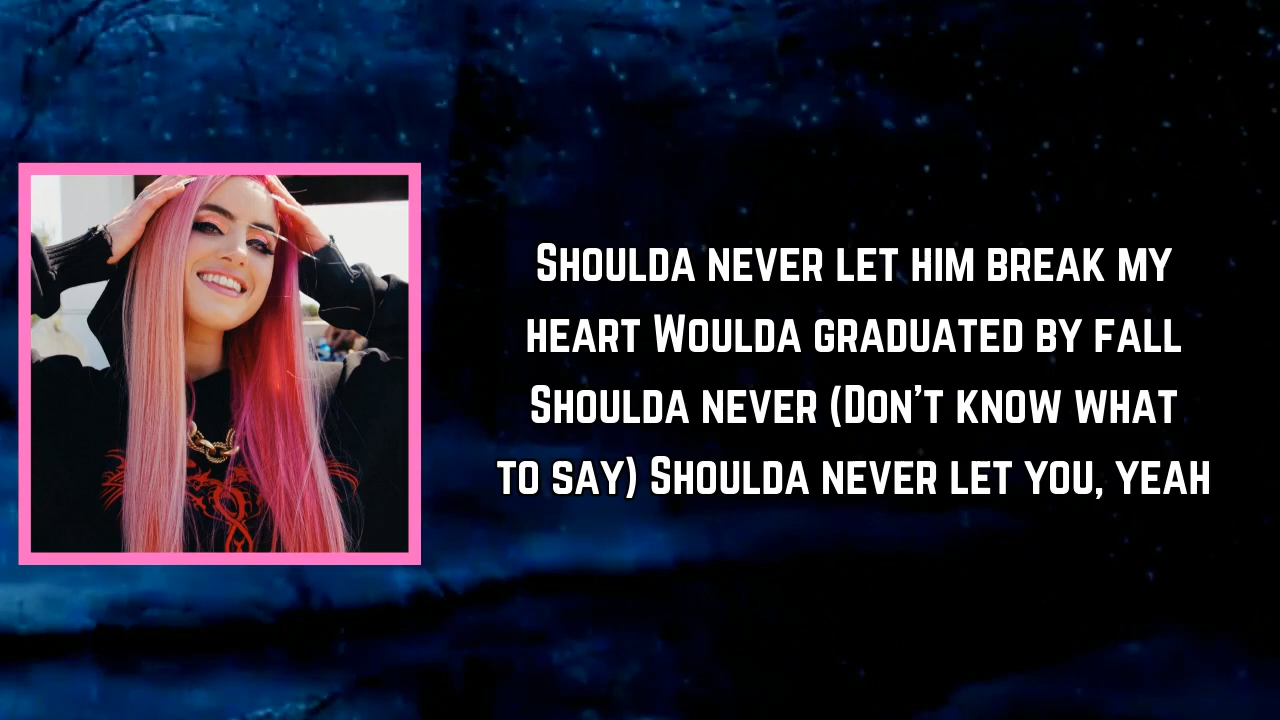 Shoulda never let him break my
heart Woulda graduated by fall
Shoulda never (Don't know what
to say) Shoulda never let you, yeah